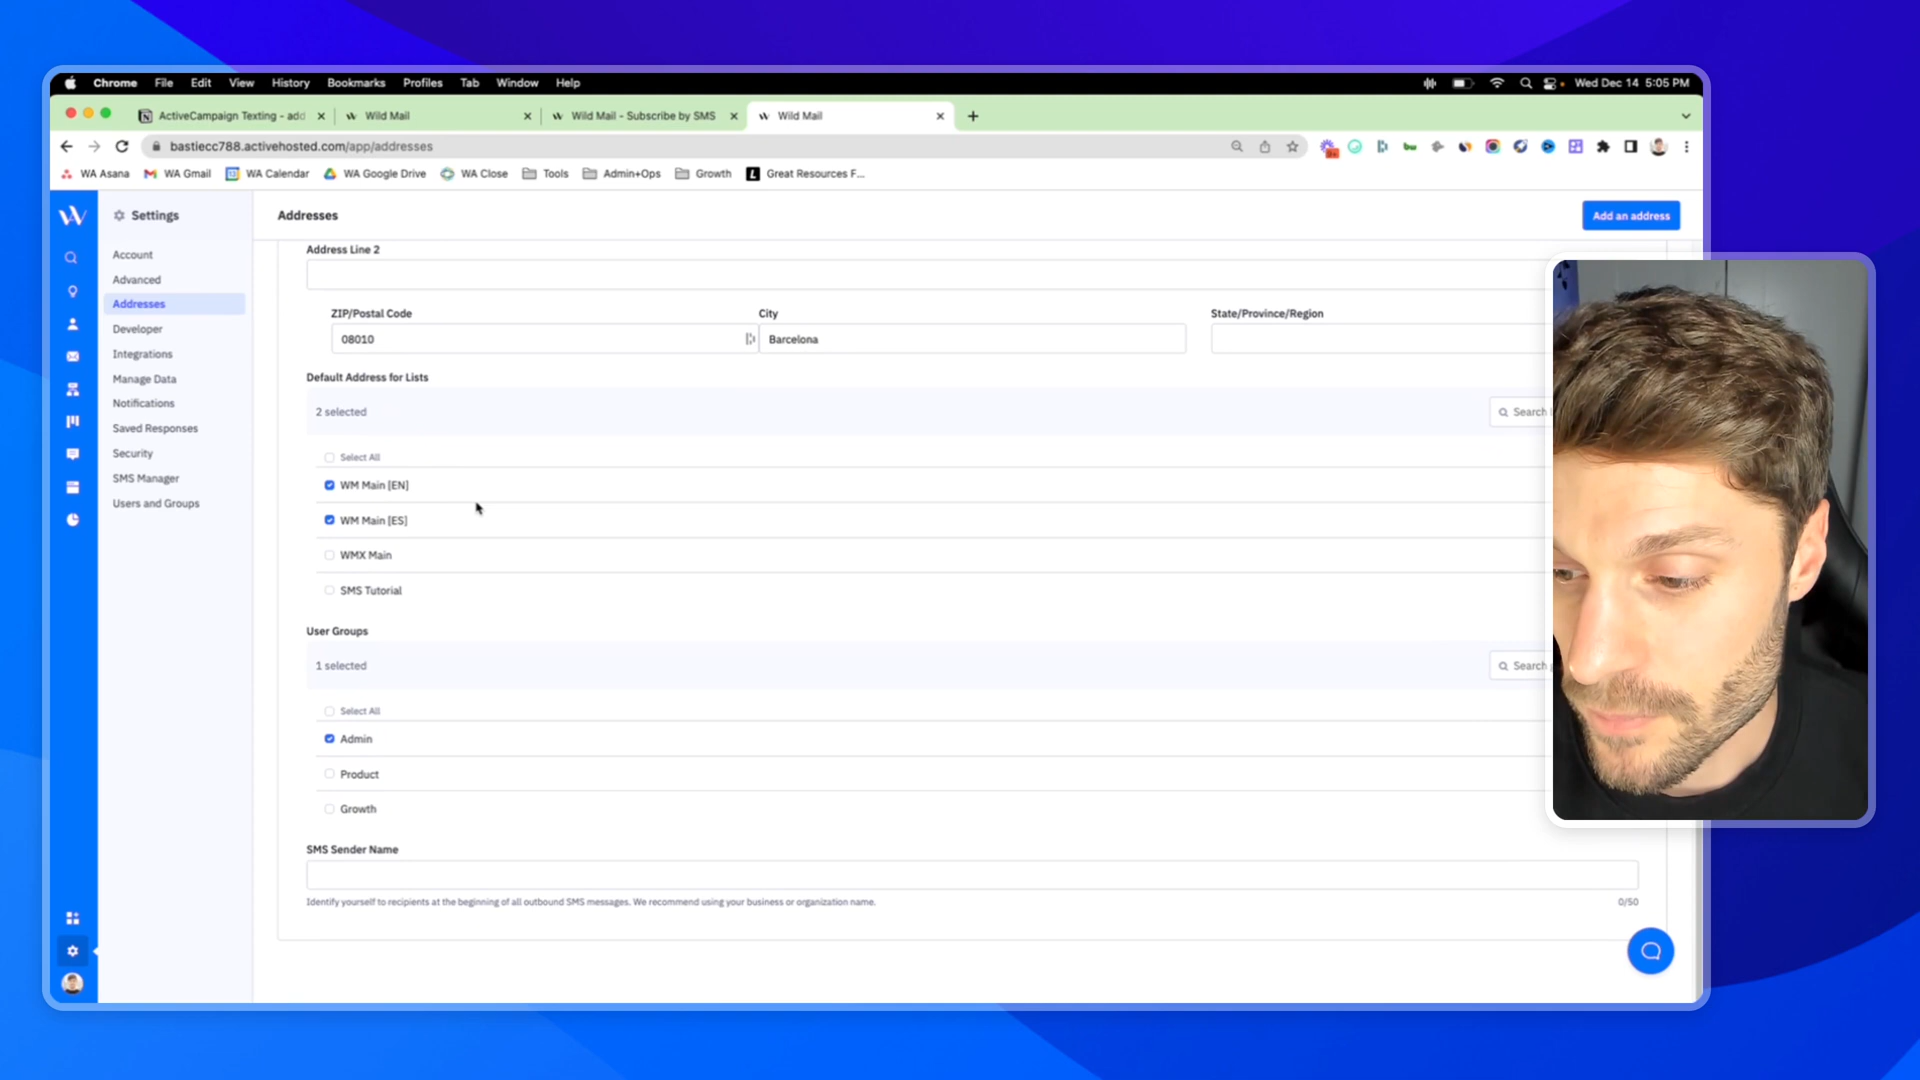 Chrome File Edit View History Bookmarks Profiles Tab Window Help Wed Dec 14 5:05 PM
ActiveCampaign Texting - add Wild Mail Wild Mail - Subscribe by SMS Wild Mail
bastiecc788.activehosted.com/app/addresses
WA Asana WA Gmail WA Calendar WA Google Drive WA Close Tools Admin+Ops Growth Great Resources F...
Settings
Account
Advanced
Addresses
Developer
Integrations
Manage Data
Notifications
Saved Responses
Security
SMS Manager
Users and Groups
Addresses
Add an address
Address Line 2
ZIP/Postal Code City State/Province/Region
08010 Barcelona
Default Address for Lists
2 selected Search
Select All
WM Main [EN]
WM Main [ES]
WMX Main
SMS Tutorial
User Groups
1 selected Search
Select All
Admin
Product
Growth
SMS Sender Name
Identify yourself to recipients at the beginning of all outbound SMS messages. We recommend using your business or organization name. 0/50